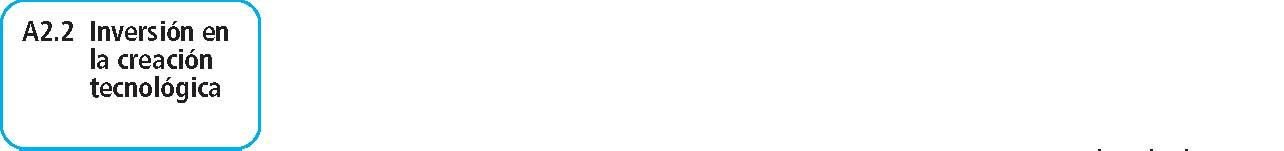 A2.2 Inversión en
la creación
tecnológica